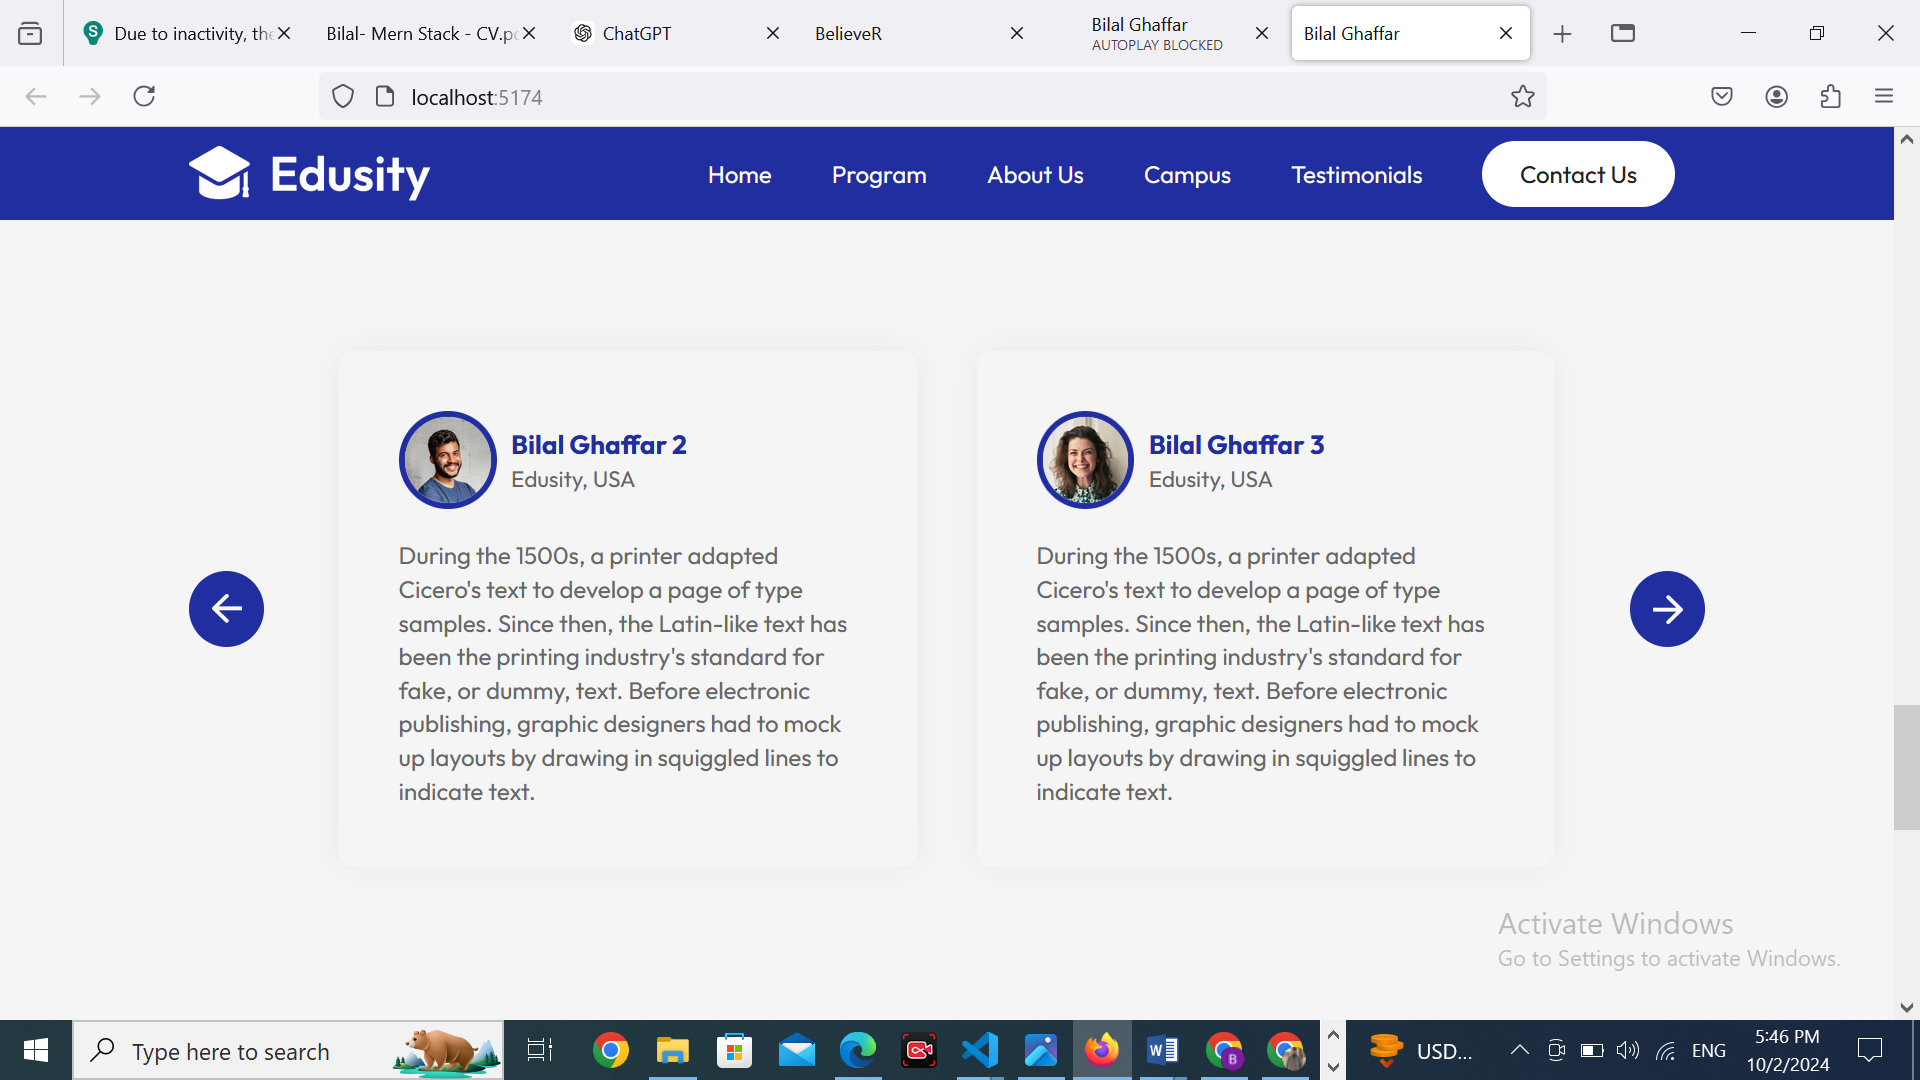 Due to inactivity, the
Bilal- Mern Stack - CV.pd
ChatGPT
BelieveR
Bilal Ghaffar
AUTOPLAY BLOCKED
Bilal Ghaffar
localhost:5174
Edusity
Home
Program
About Us
Campus
Testimonials
Contact Us
Bilal Ghaffar 2
Edusity, USA
During the 1500s, a printer adapted
Cicero's text to develop a page of type
samples. Since then, the Latin-like text has
been the printing industry's standard for
fake, or dummy, text. Before electronic
publishing, graphic designers had to mock
up layouts by drawing in squiggled lines to
indicate text.
Bilal Ghaffar 3
Edusity, USA
During the 1500s, a printer adapted
Cicero's text to develop a page of type
samples. Since then, the Latin-like text has
been the printing industry's standard for
fake, or dummy, text. Before electronic
publishing, graphic designers had to mock
up layouts by drawing in squiggled lines to
indicate text.
Activate Windows
Go to Settings to activate Windows.
Type here to search
USD...
ENG
5:46 PM
10/2/2024